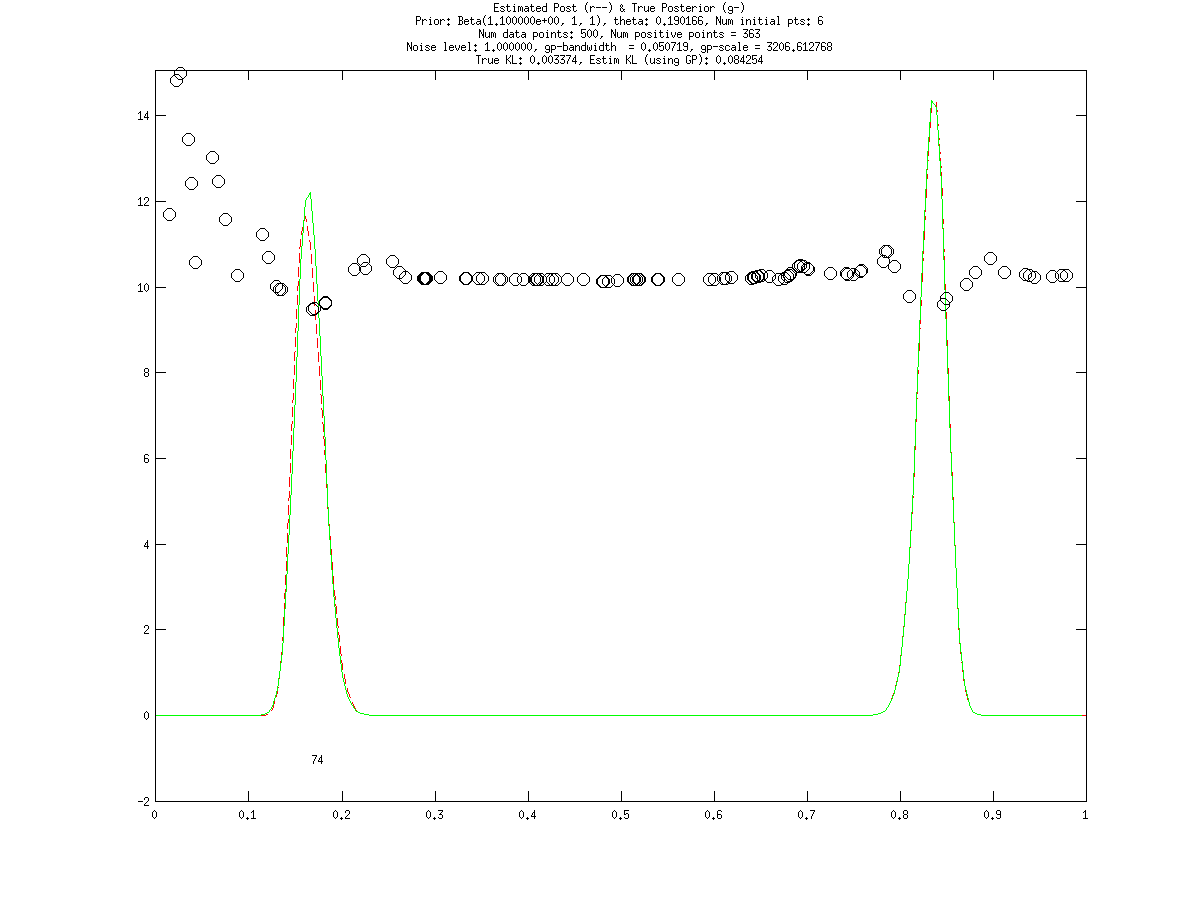 Estimated Post (r--) & True Posterior (g-)
Prior: Beta(1.100000e+00, 1, 1), theta: 0.190166, Num initial pts: 6
Num data points: 500, Num positive points = 363
Noise level: 1.000000, gp-bandwidth  = 0.050719, gp-scale = 3206.612768
True KL: 0.003374, Estim KL (using GP): 0.084254
14
12
10
8
6
4
2
0
74
-2
0 0.1 0.2 0.3 0.4 0.5 0.6 0.7 0.8 0.9 1